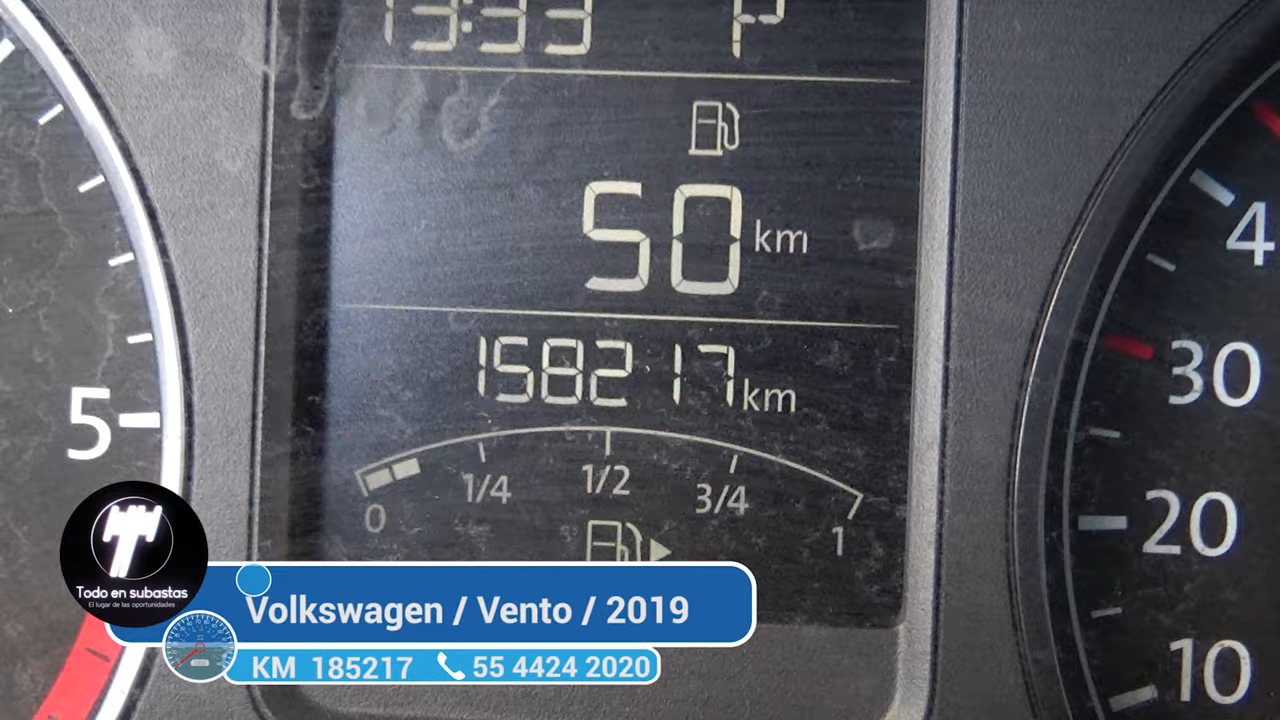 13:33 P
50 km
158217 km
0 1/4 1/2 3/4 1
5
4
30
20
10
Todo en subastas
El lugar de las oportunidades
Volkswagen / Vento / 2019
KM 185217 55 4424 2020